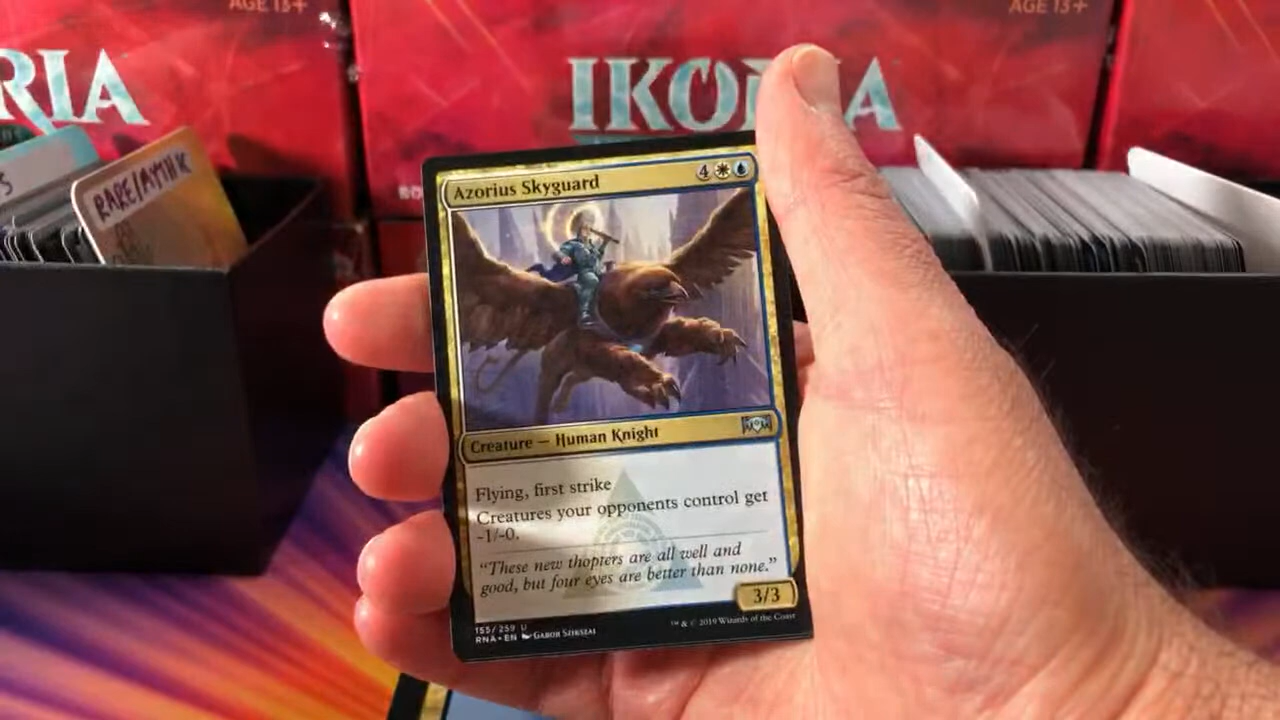 AGE 13+
AGE 13+
RIA
IKORIA
S
RARE/AMHK
Azorius Skyguard
4
Creature — Human Knight
Flying, first strike
Creatures your opponents control get
-1/-0.
“These new thopters are all well and
good, but four eyes are better than none.”
3/3
155/259 U
RNA • EN Gabor Szikszai
™ & © 2019 Wizards of the Coast